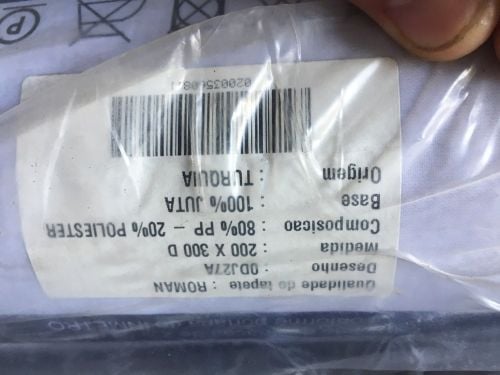 Qualidade do tapete : ROMAN
Desenho : 0DJ27A
Medida : 200 X 300 D
Composicao : 80% PP - 20% POLIESTER
Base : 100% JUTA
Origem : TURQUIA